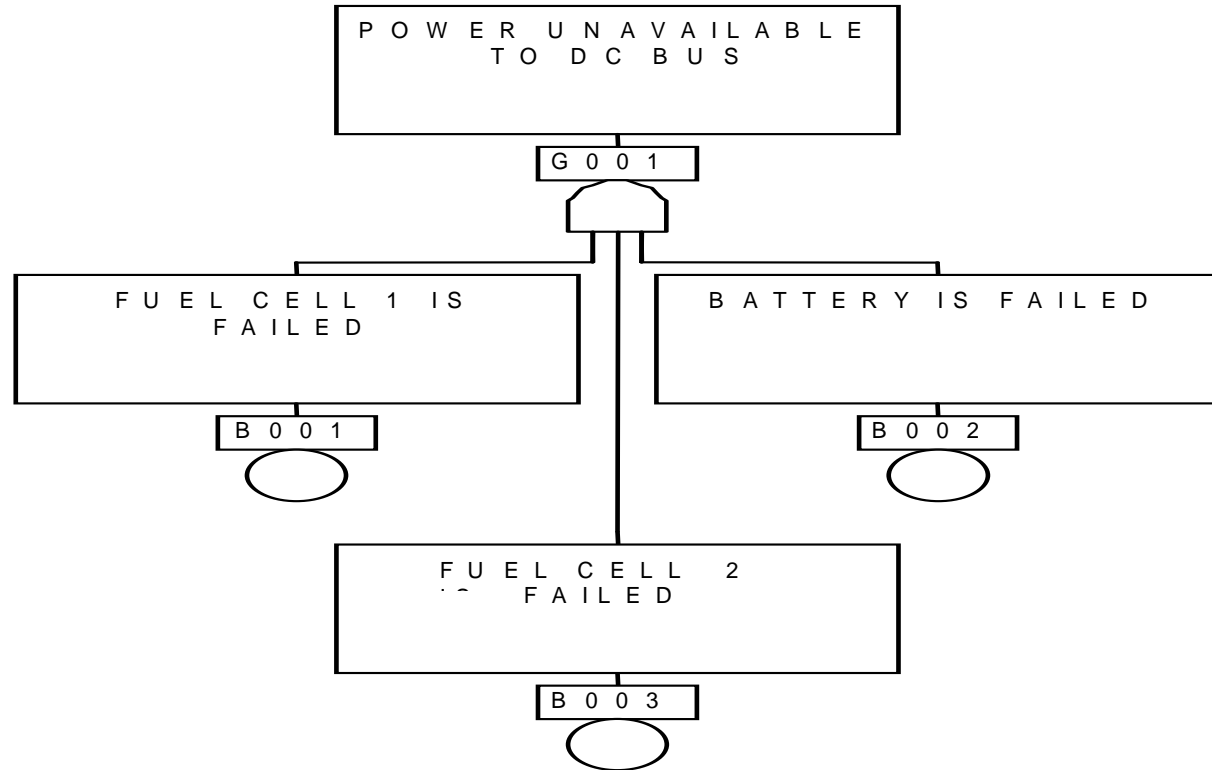 POWER UNAVAILABLE
TO DC BUS
G001
FUEL CELL 1 IS
FAILED
BATTERY IS FAILED
B001
B002
FUEL CELL 2
FAILED
B003